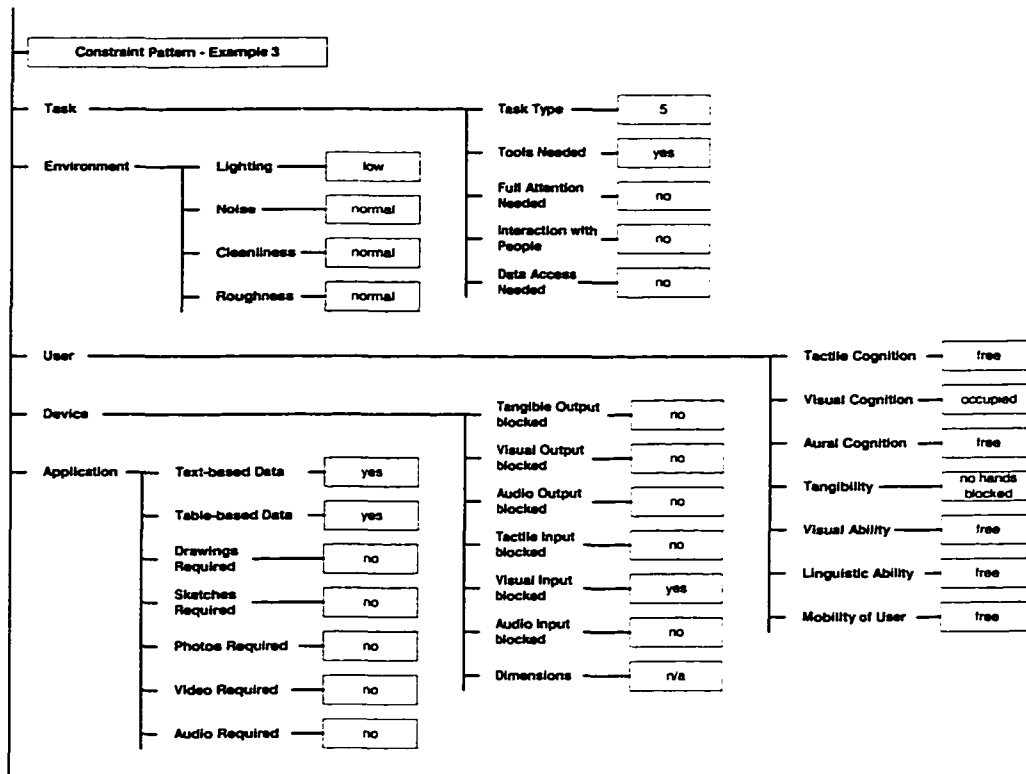 Constraint Pattern - Example 3
Task
Task Type
5
Tools Needed
yes
Full Attention
Needed
no
Interaction with
People
no
Data Access
Needed
no
Environment
Lighting
low
Noise
normal
Cleanliness
normal
Roughness
normal
User
Tactile Cognition
free
Visual Cognition
occupied
Aural Cognition
free
Tangibility
no hands
blocked
Visual Ability
free
Linguistic Ability
free
Mobility of User
free
Device
Tangible Output
blocked
no
Visual Output
blocked
no
Audio Output
blocked
no
Tactile Input
blocked
no
Visual Input
blocked
yes
Audio Input
blocked
no
Dimensions
n/a
Application
Text-based Data
yes
Table-based Data
yes
Drawings
Required
no
Sketches
Required
no
Photos Required
no
Video Required
no
Audio Required
no